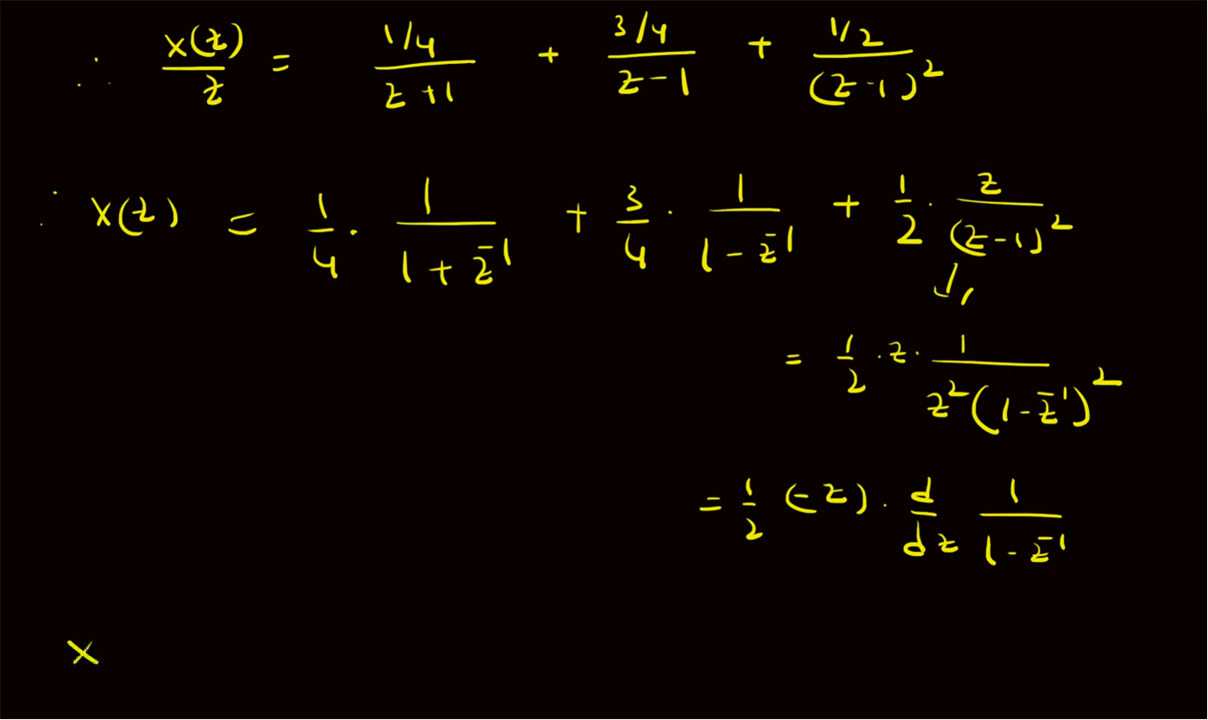 ∴ X(z)/z = (1/4)/(z+1) + (3/4)/(z-1) + (1/2)/(z-1)²
∴ X(z) = 1/4 · 1/(1+z⁻¹) + 3/4 · 1/(1-z⁻¹) + 1/2 · z/(z-1)²
= 1/2 · z · 1/(z²(1-z⁻¹)²)
= 1/2 (-z) · d/dz 1/(1-z⁻¹)
x